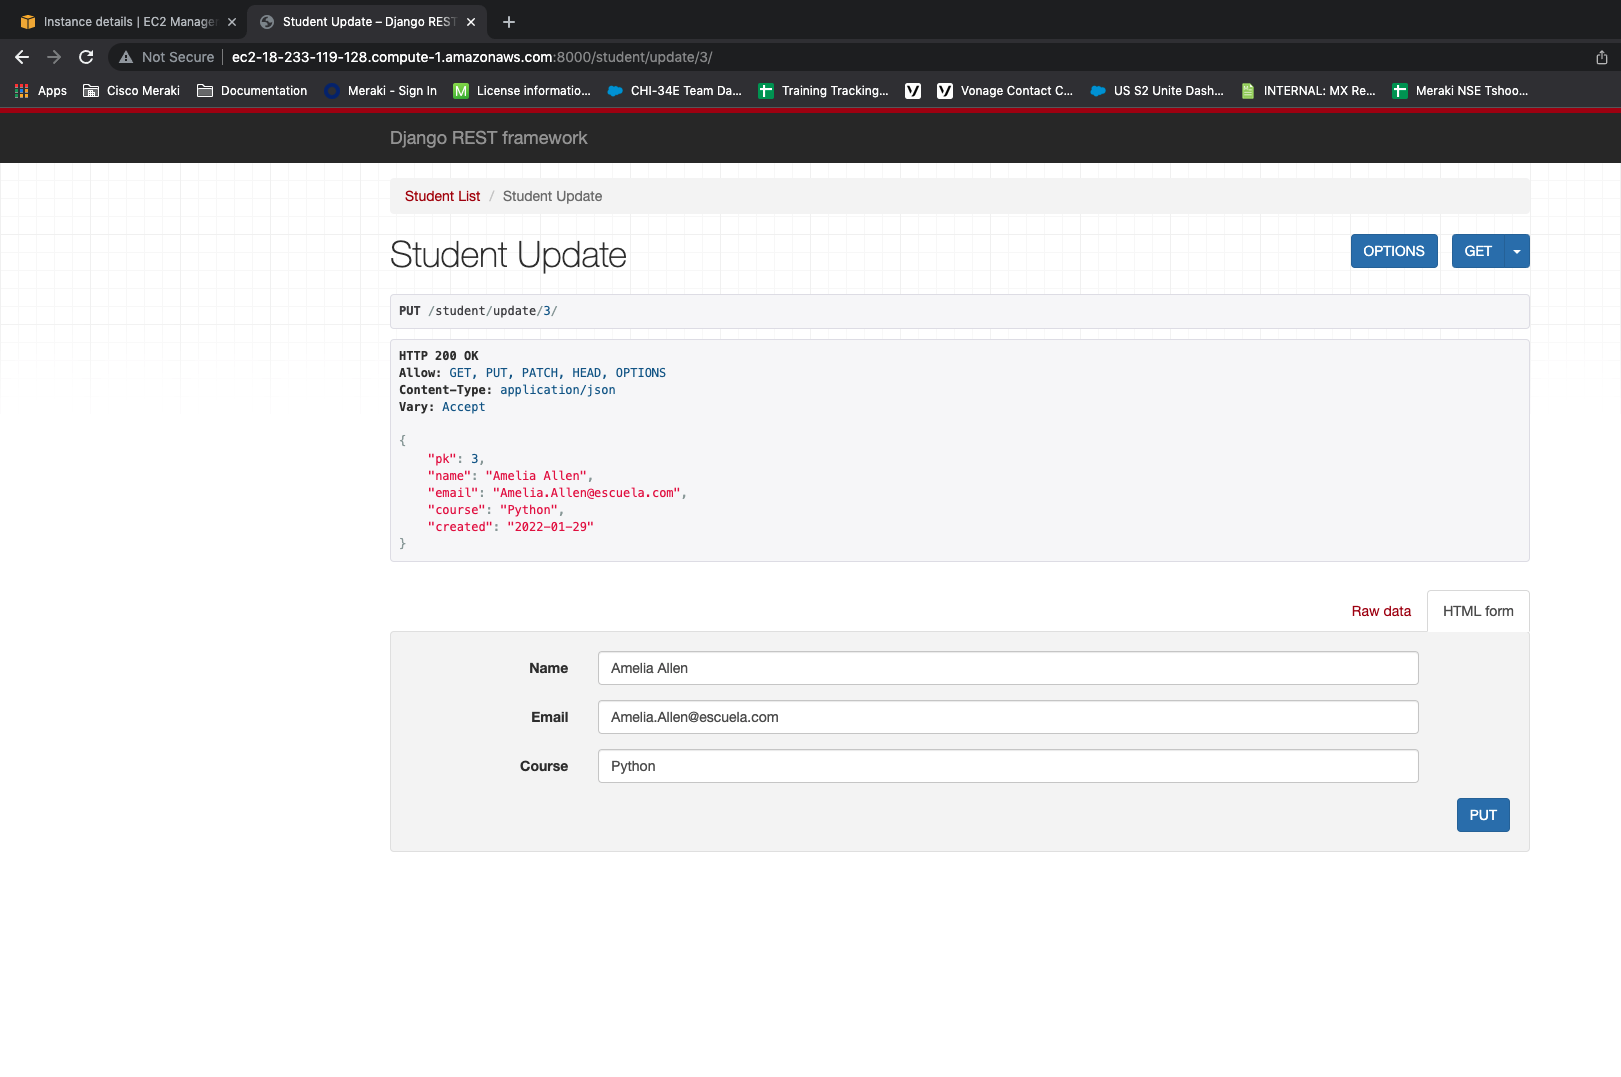 Instance details | EC2 Manager
Student Update – Django REST
Not Secure
ec2-18-233-119-128.compute-1.amazonaws.com:8000/student/update/3/
Apps
Cisco Meraki
Documentation
Meraki - Sign In
M
License informatio...
CHI-34E Team Da...
Training Tracking...
Vonage Contact C...
US S2 Unite Dash...
INTERNAL: MX Re...
Meraki NSE Tshoo...
Django REST framework
Student List / Student Update
Student Update
OPTIONS
GET
PUT /student/update/3/
HTTP 200 OK
Allow: GET, PUT, PATCH, HEAD, OPTIONS
Content-Type: application/json
Vary: Accept
{
"pk": 3,
"name": "Amelia Allen",
"email": "Amelia.Allen@escuela.com",
"course": "Python",
"created": "2022-01-29"
}
Raw data
HTML form
Name
Amelia Allen
Email
Amelia.Allen@escuela.com
Course
Python
PUT